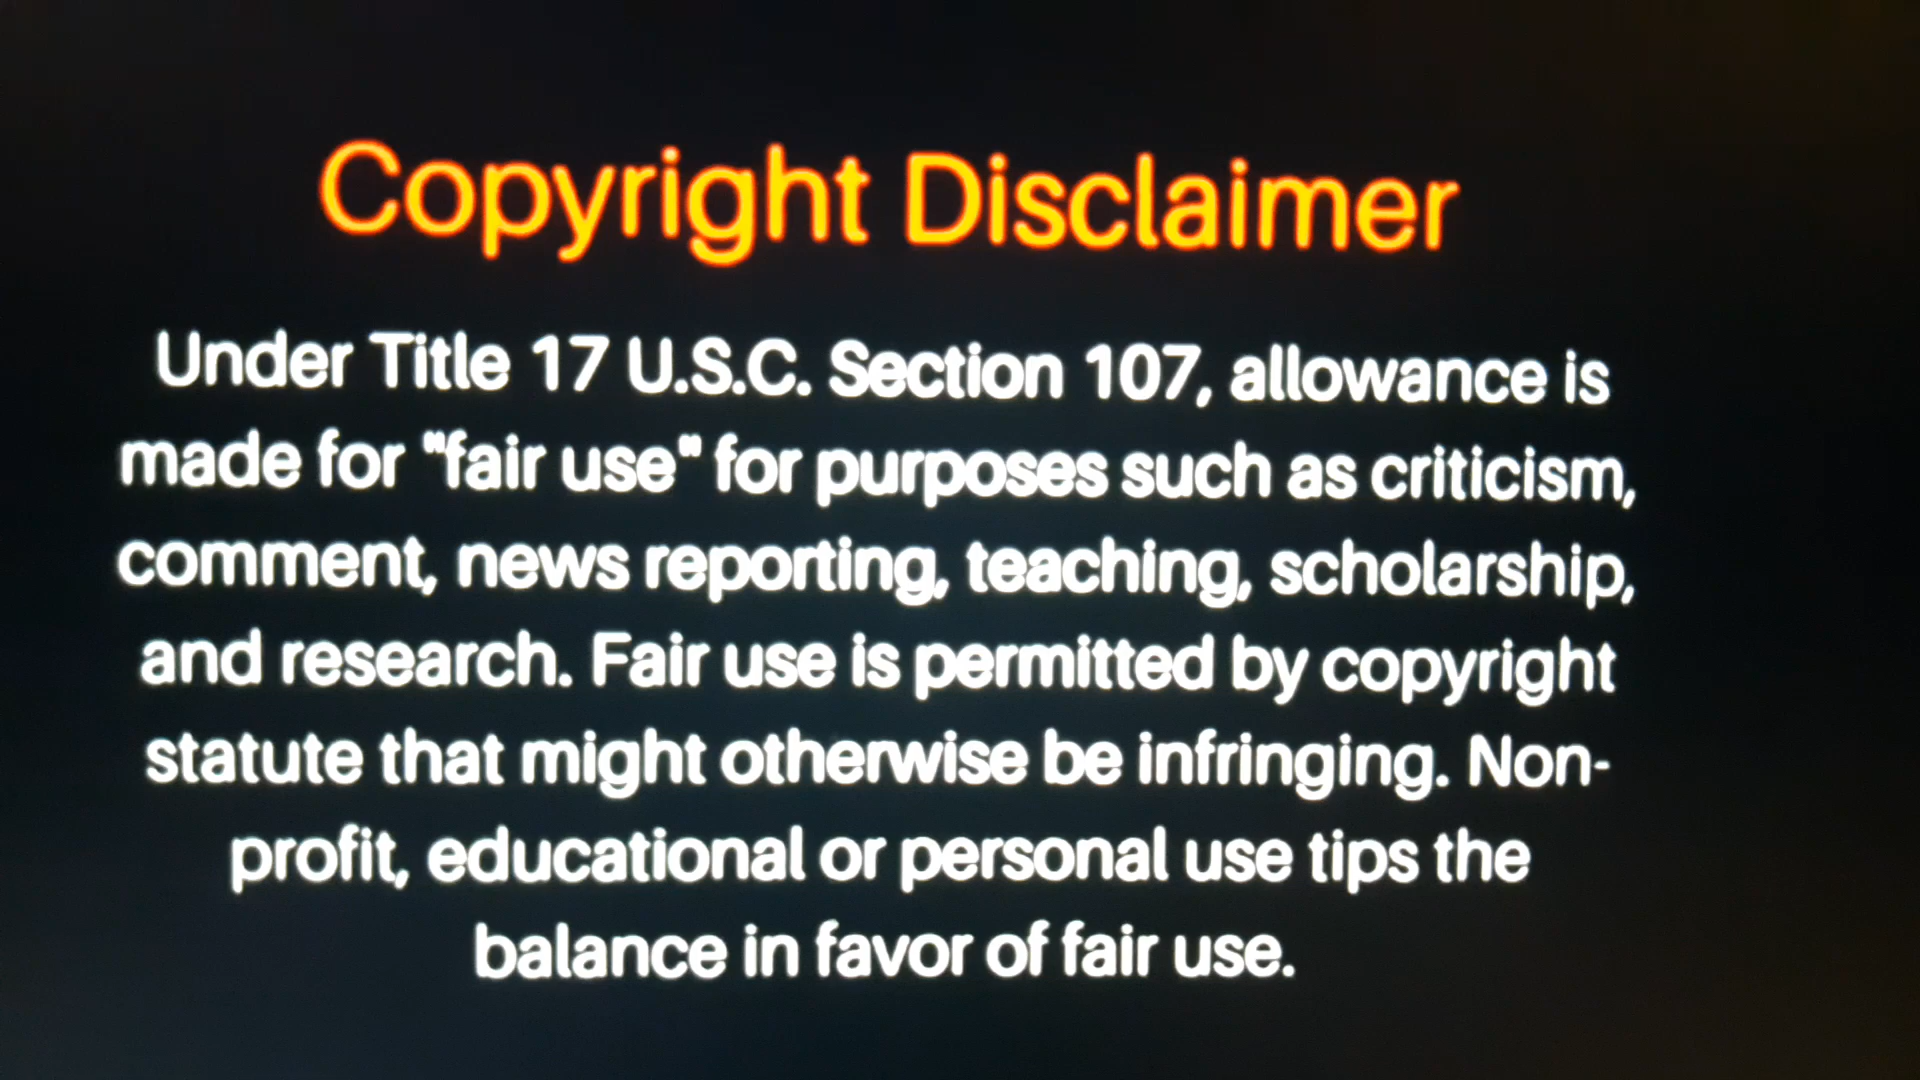 Copyright Disclaimer
Under Title 17 U.S.C. Section 107, allowance is
made for "fair use" for purposes such as criticism,
comment, news reporting, teaching, scholarship,
and research. Fair use is permitted by copyright
statute that might otherwise be infringing. Non-
profit, educational or personal use tips the
balance in favor of fair use.